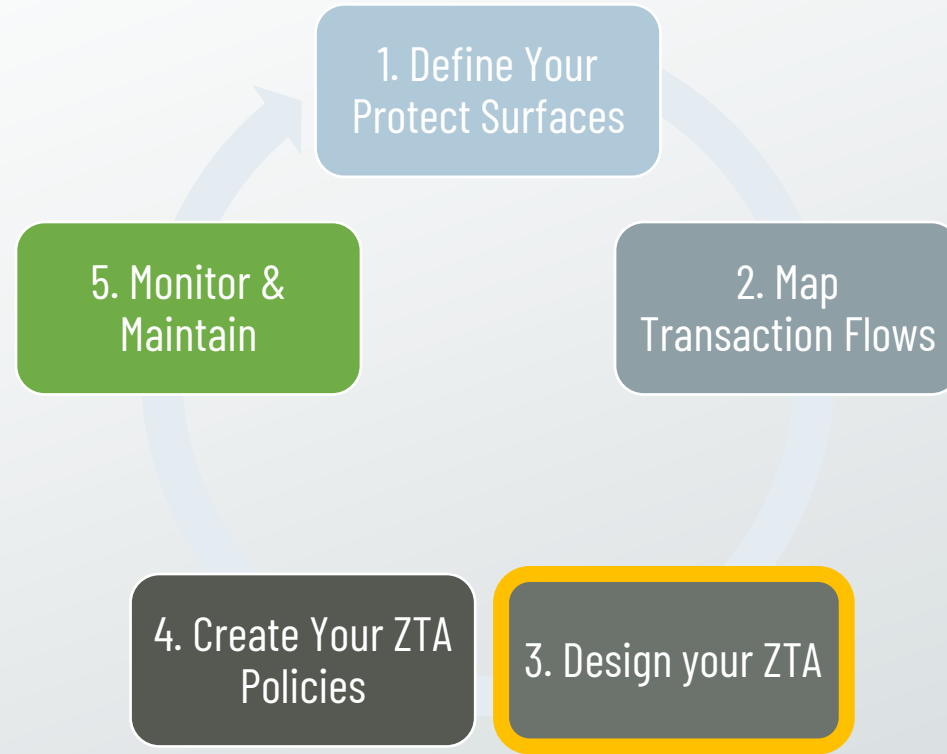 1. Define Your
Protect Surfaces
2. Map
Transaction Flows
3. Design your ZTA
4. Create Your ZTA
Policies
5. Monitor &
Maintain